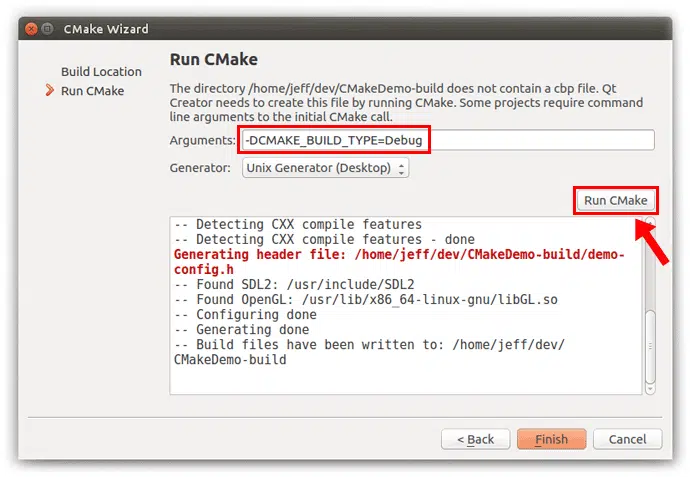 CMake Wizard
Build Location
Run CMake
Run CMake
The directory /home/jeff/dev/CMakeDemo-build does not contain a cbp file. Qt
Creator needs to create this file by running CMake. Some projects require command
line arguments to the initial CMake call.
Arguments: -DCMAKE_BUILD_TYPE=Debug
Generator: Unix Generator (Desktop)
Run CMake
-- Detecting CXX compile features
-- Detecting CXX compile features - done
Generating header file: /home/jeff/dev/CMakeDemo-build/demo-
config.h
-- Found SDL2: /usr/include/SDL2
-- Found OpenGL: /usr/lib/x86_64-linux-gnu/libGL.so
-- Configuring done
-- Generating done
-- Build files have been written to: /home/jeff/dev/
CMakeDemo-build
< Back Finish Cancel